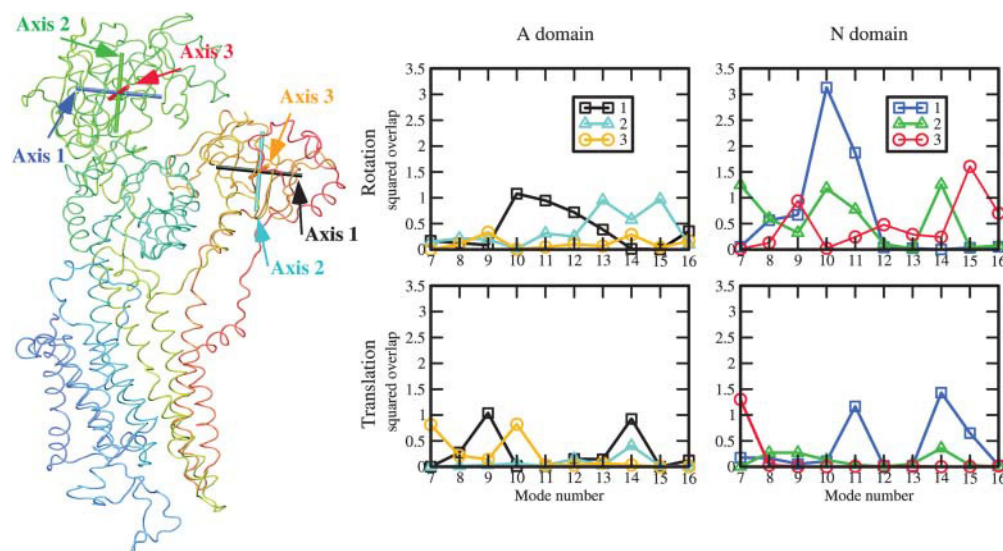 Axis 2
Axis 3
Axis 1
Axis 3
Axis 1
Axis 2
A domain
N domain
Rotation
squared overlap
3.5
3
2.5
2
1.5
1
0.5
0
7 8 9 10 11 12 13 14 15 16
1
2
3
3.5
3
2.5
2
1.5
1
0.5
0
7 8 9 10 11 12 13 14 15 16
1
2
3
Translation
squared overlap
3.5
3
2.5
2
1.5
1
0.5
0
7 8 9 10 11 12 13 14 15 16
Mode number
3.5
3
2.5
2
1.5
1
0.5
0
7 8 9 10 11 12 13 14 15 16
Mode number